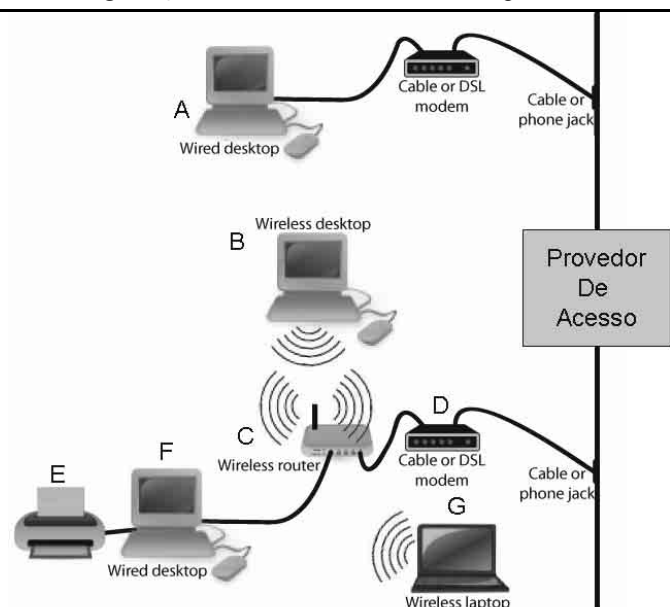 Cable or DSL
modem
Cable or
phone jack
A
Wired desktop
Wireless desktop
B
Provedor
De
Acesso
D
C
Wireless router
Cable or DSL
modem
Cable or
phone jack
E
F
G
Wired desktop
Wireless laptop